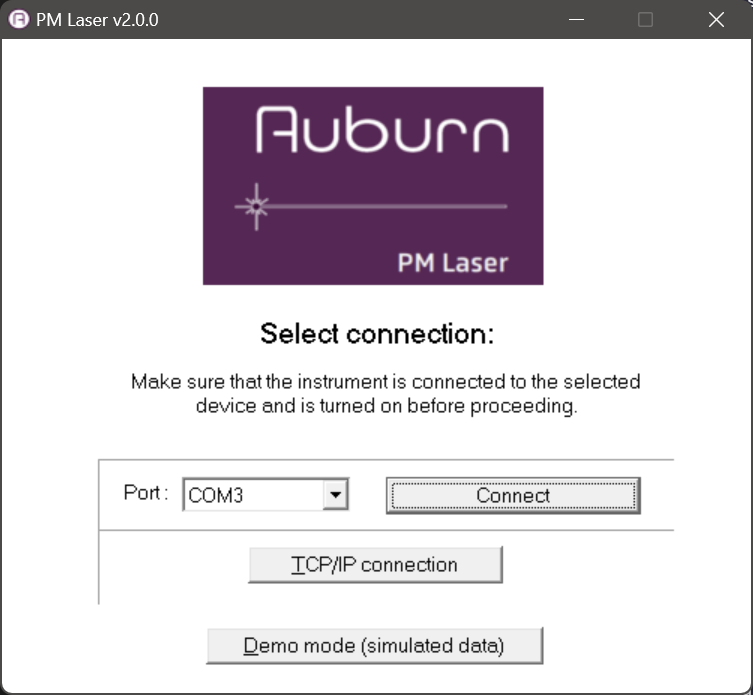 PM Laser v2.0.0
Auburn
PM Laser
Select connection:
Make sure that the instrument is connected to the selected
device and is turned on before proceeding.
Port: COM3 Connect
TCP/IP connection
Demo mode (simulated data)